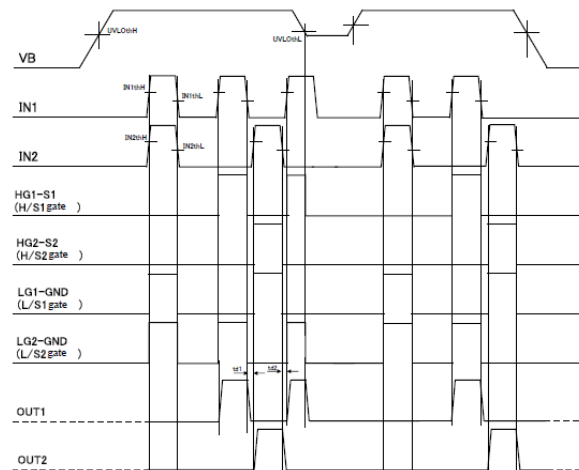 UVLOthH
UVLOthL
VB
IN1thH
IN1thL
IN1
IN2thH
IN2thL
IN2
HG1-S1
(H/S1gate )
HG2-S2
(H/S2gate )
LG1-GND
(L/S1gate )
LG2-GND
(L/S2gate )
td1
td2
OUT1
OUT2